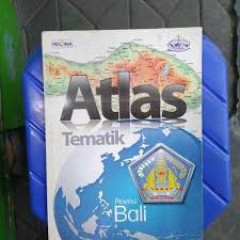 Atlas
Tematik
Provinsi
Bali